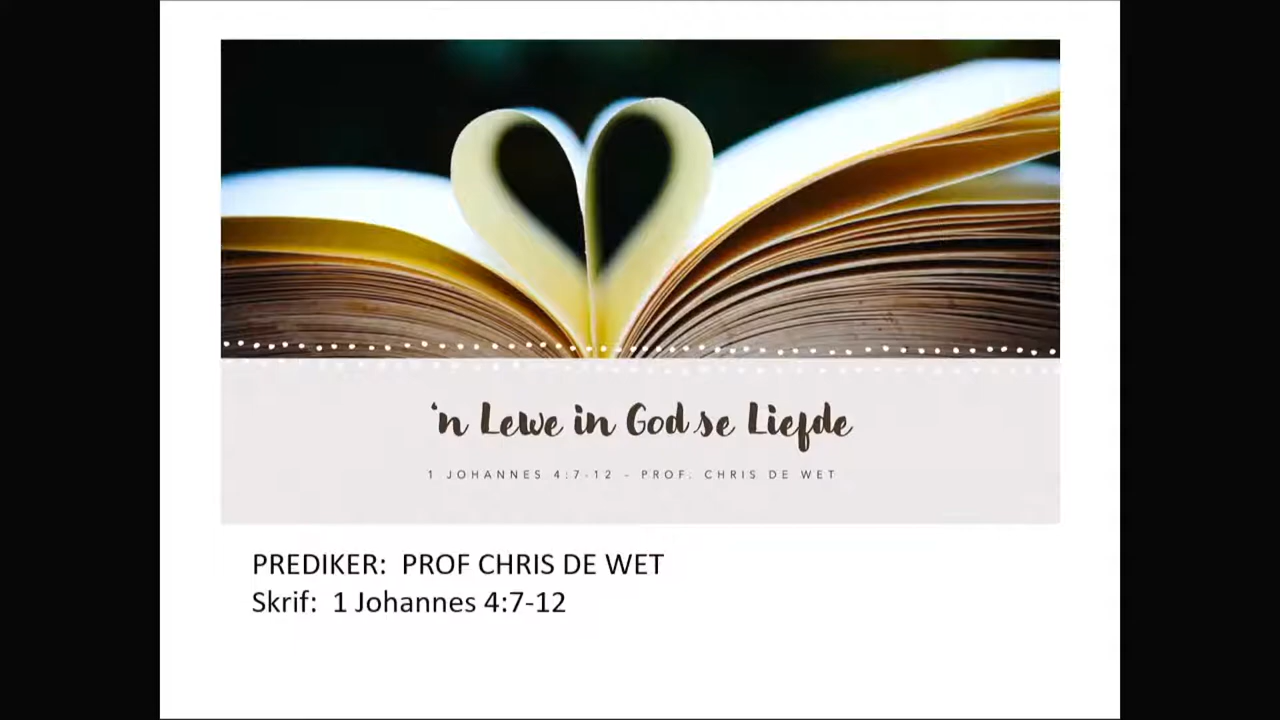 'n Lewe in God se Liefde
1 JOHANNES 4:7-12 - PROF. CHRIS DE WET
PREDIKER: PROF CHRIS DE WET
Skrif: 1 Johannes 4:7-12